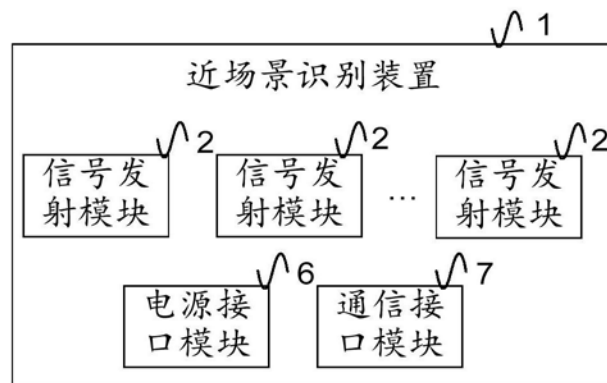 1
近场景识别装置
2 2 2
信号发 信号发 信号发
射模块 射模块 … 射模块
6 7
电源接 通信接
口模块 口模块